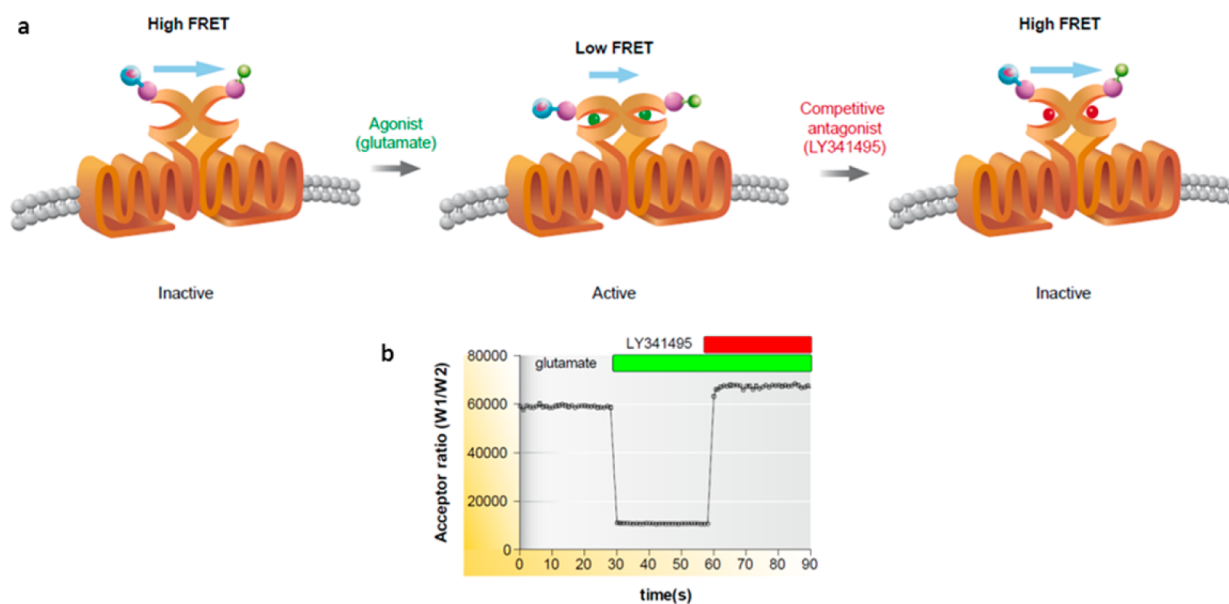 a
High FRET
Low FRET
High FRET
Agonist
(glutamate)
Competitive
antagonist
(LY341495)
Inactive
Active
Inactive
b
LY341495
glutamate
Acceptor ratio (W1/W2)
80000
60000
40000
20000
0
0 10 20 30 40 50 60 70 80 90
time(s)